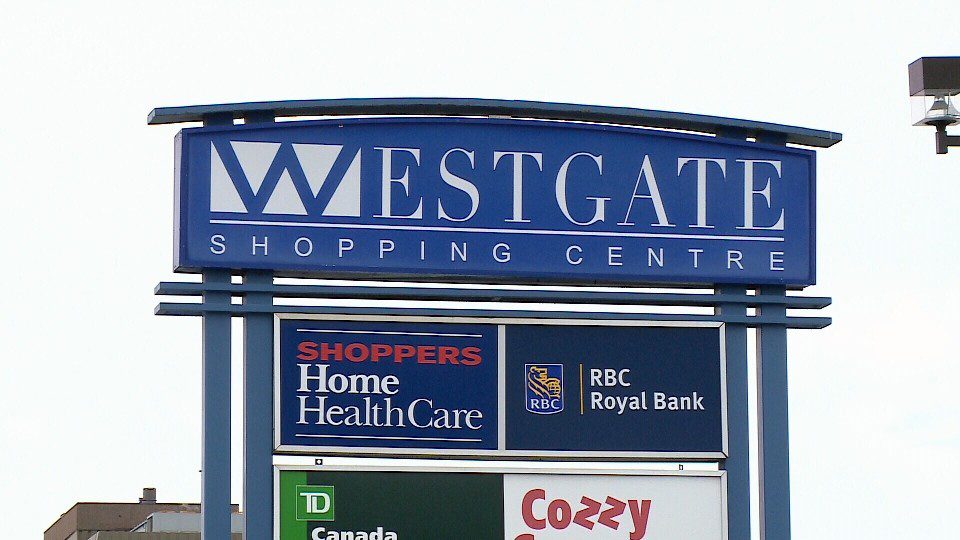 WESTGATE
SHOPPING CENTRE
SHOPPERS
Home
HealthCare
RBC
RBC
Royal Bank
TD
Canada
Cozzy